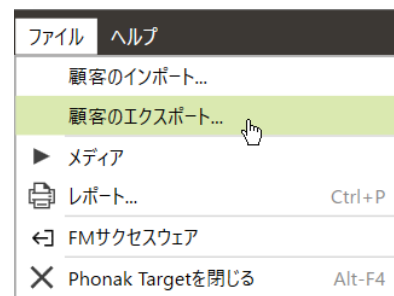 ファイル ヘルプ
顧客のインポート...
顧客のエクスポート...
メディア
レポート... Ctrl+P
FMサクセスウェア
Phonak Targetを閉じる Alt-F4